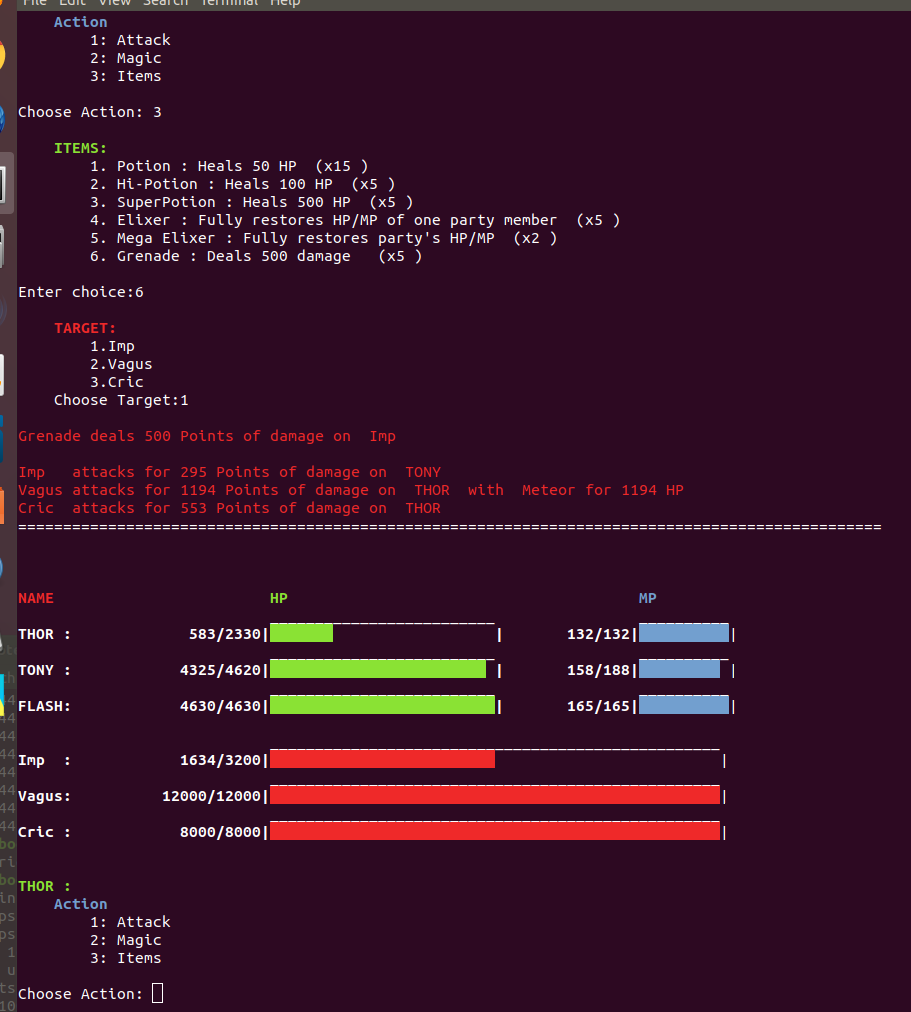 File Edit View Search Terminal Help
Action
1: Attack
2: Magic
3: Items
Choose Action: 3
ITEMS:
1. Potion : Heals 50 HP (x15 )
2. Hi-Potion : Heals 100 HP (x5 )
3. SuperPotion : Heals 500 HP (x5 )
4. Elixer : Fully restores HP/MP of one party member (x5 )
5. Mega Elixer : Fully restores party's HP/MP (x2 )
6. Grenade : Deals 500 damage (x5 )
Enter choice:6
TARGET:
1.Imp
2.Vagus
3.Cric
Choose Target:1
Grenade deals 500 Points of damage on Imp
Imp attacks for 295 Points of damage on TONY
Vagus attacks for 1194 Points of damage on THOR with Meteor for 1194 HP
Cric attacks for 553 Points of damage on THOR
================================================================================================
NAME HP MP
THOR : 583/2330| | 132/132| |
TONY : 4325/4620| | 158/188| |
FLASH: 4630/4630| | 165/165| |
Imp : 1634/3200| |
Vagus: 12000/12000| |
Cric : 8000/8000| |
THOR :
Action
1: Attack
2: Magic
3: Items
Choose Action: